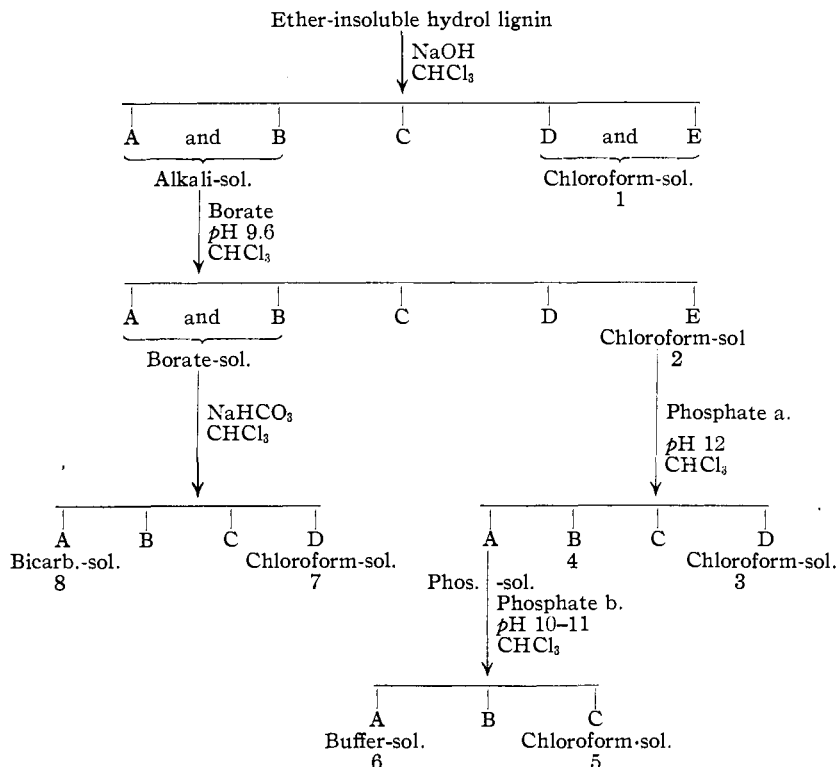 Ether-insoluble hydrol lignin
NaOH
CHCl₃
A and B C D and E
Alkali-sol. Chloroform-sol.
1
Borate
pH 9.6
CHCl₃
A and B C D E
Borate-sol. Chloroform-sol
2
NaHCO₃
CHCl₃
Phosphate a.
pH 12
CHCl₃
A B C D A B C D
Bicarb.-sol. Chloroform-sol. 4 Chloroform-sol.
8 7 3
Phos. -sol.
Phosphate b.
pH 10–11
CHCl₃
A B C
Buffer-sol. Chloroform·sol.
6 5